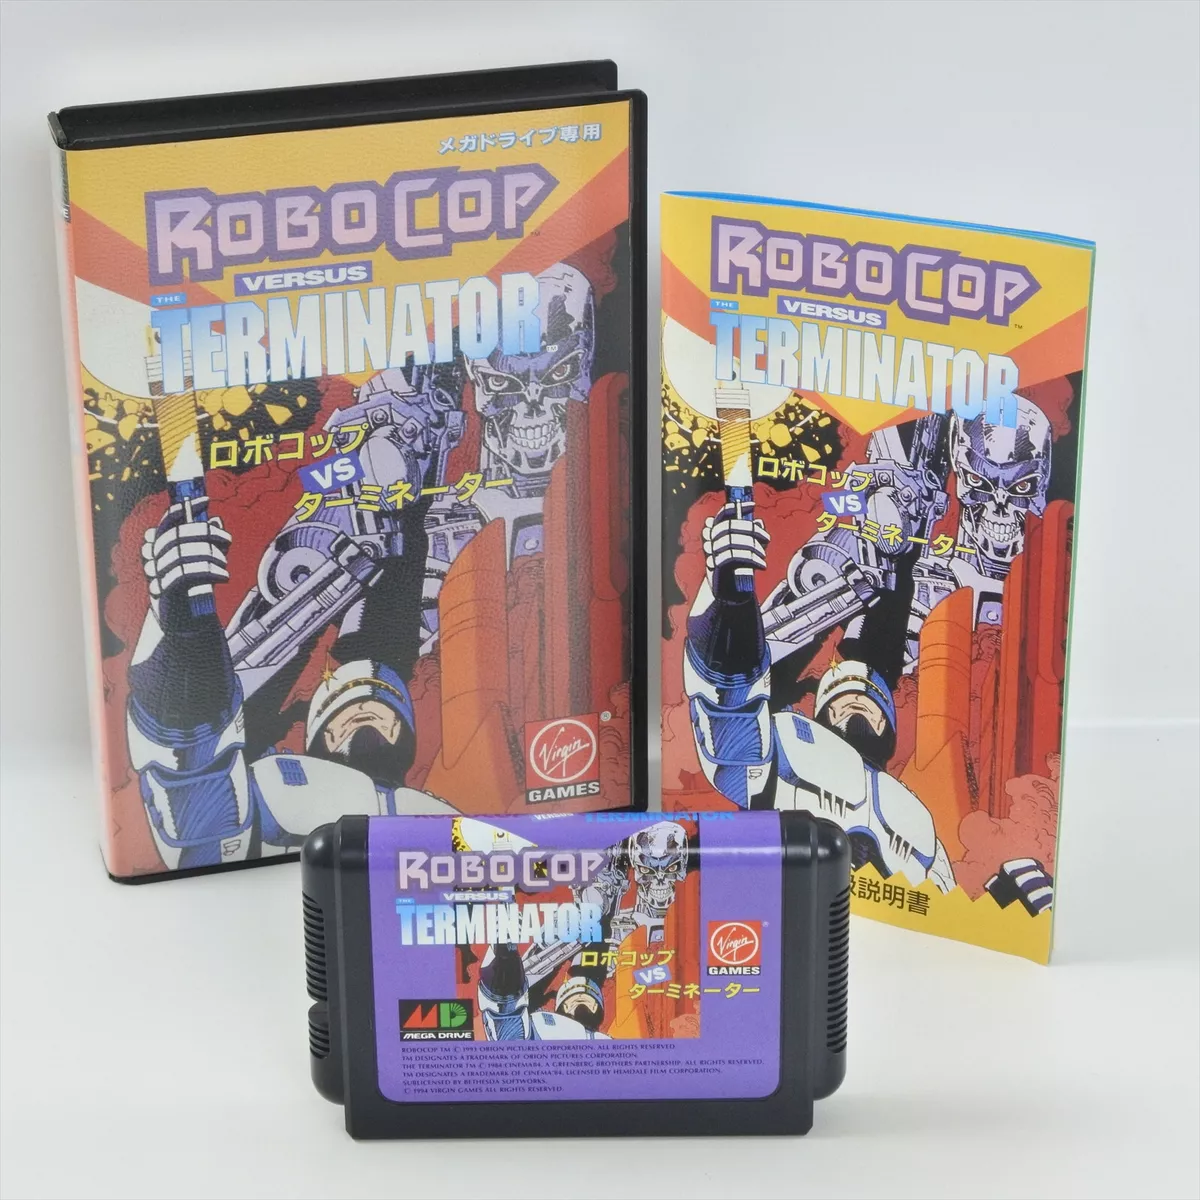 メガドライブ専用
ROBOCOP™
VERSUS
THE
TERMINATOR™
ロボコップ
VS
ターミネーター
Virgin®
GAMES
ROBOCOP™
VERSUS
THE
TERMINATOR
ロボコップ
VS
ターミネーター
説明書
ROBOCOP VERSUS TERMINATOR
ROBOCOP
VERSUS
THE
TERMINATOR
ロボコップ
VS
ターミネーター
Virgin®
GAMES
MD
MEGA DRIVE
ROBOCOP TM © 1993 ORION PICTURES CORPORATION. ALL RIGHTS RESERVED.
TM DESIGNATES A TRADEMARK OF ORION PICTURES CORPORATION.
THE TERMINATOR TM © 1984 CINEMA84, A GREENBERG BROTHERS PARTNERSHIP. ALL RIGHTS RESERVED.
TM DESIGNATES A TRADEMARK OF CINEMA'84. LICENSED BY HEMDALE FILM CORPORATION.
SUBLICENSED BY BETHESDA SOFTWORKS.
© 1994 VIRGIN GAMES ALL RIGHTS RESERVED.